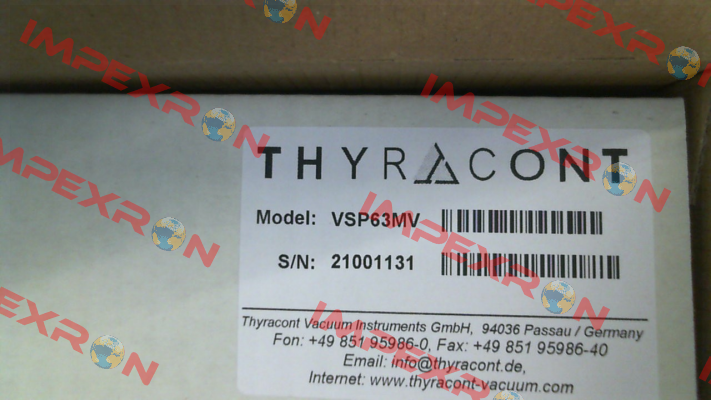 THYRACONT
Model: VSP63MV
S/N: 21001131
Thyracont Vacuum Instruments GmbH, 94036 Passau / Germany
Fon: +49 851 95986-0, Fax: +49 851 95986-40
Email: info@thyracont.de,
Internet: www.thyracont-vacuum.com
IMPEXRON
IMPEXRON
IMPEXRON
IMPEXRON
IMPEXRON
IMPEXRON
IMPEXRON